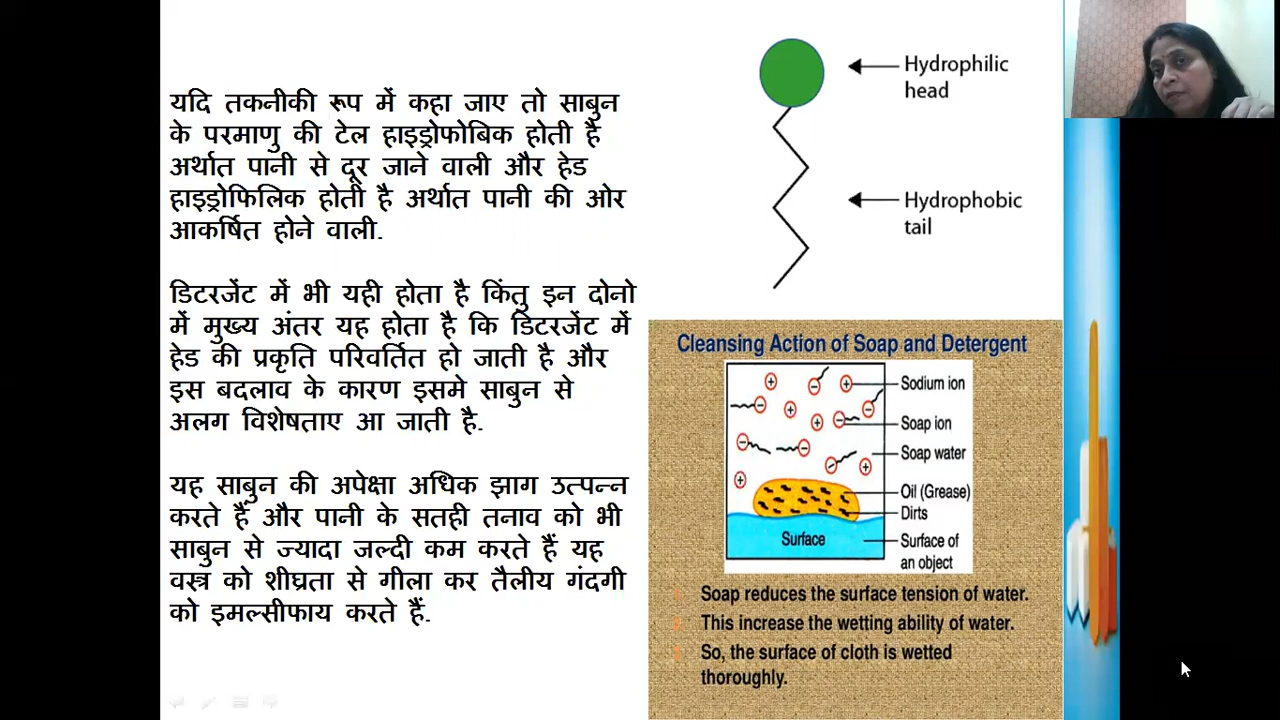 यदि तकनीकी रूप में कहा जाए तो साबुन
के परमाणु की टेल हाइड्रोफोबिक होती है
अर्थात पानी से दूर जाने वाली और हेड
हाइड्रोफिलिक होती है अर्थात पानी की ओर
आकर्षित होने वाली.
डिटरजेंट में भी यही होता है किंतु इन दोनो
में मुख्य अंतर यह होता है कि डिटरजेंट में
हेड की प्रकृति परिवर्तित हो जाती है और
इस बदलाव के कारण इसमे साबुन से
अलग विशेषताए आ जाती है.
यह साबुन की अपेक्षा अधिक झाग उत्पन्न
करते हैं और पानी के सतही तनाव को भी
साबुन से ज्यादा जल्दी कम करते हैं यह
वस्त्र को शीघ्रता से गीला कर तैलीय गंदगी
को इमल्सीफाय करते हैं.
Hydrophilic
head
Hydrophobic
tail
Cleansing Action of Soap and Detergent
Sodium ion
Soap ion
Soap water
Oil (Grease)
Dirts
Surface
Surface of
an object
Soap reduces the surface tension of water.
This increase the wetting ability of water.
So, the surface of cloth is wetted
thoroughly.